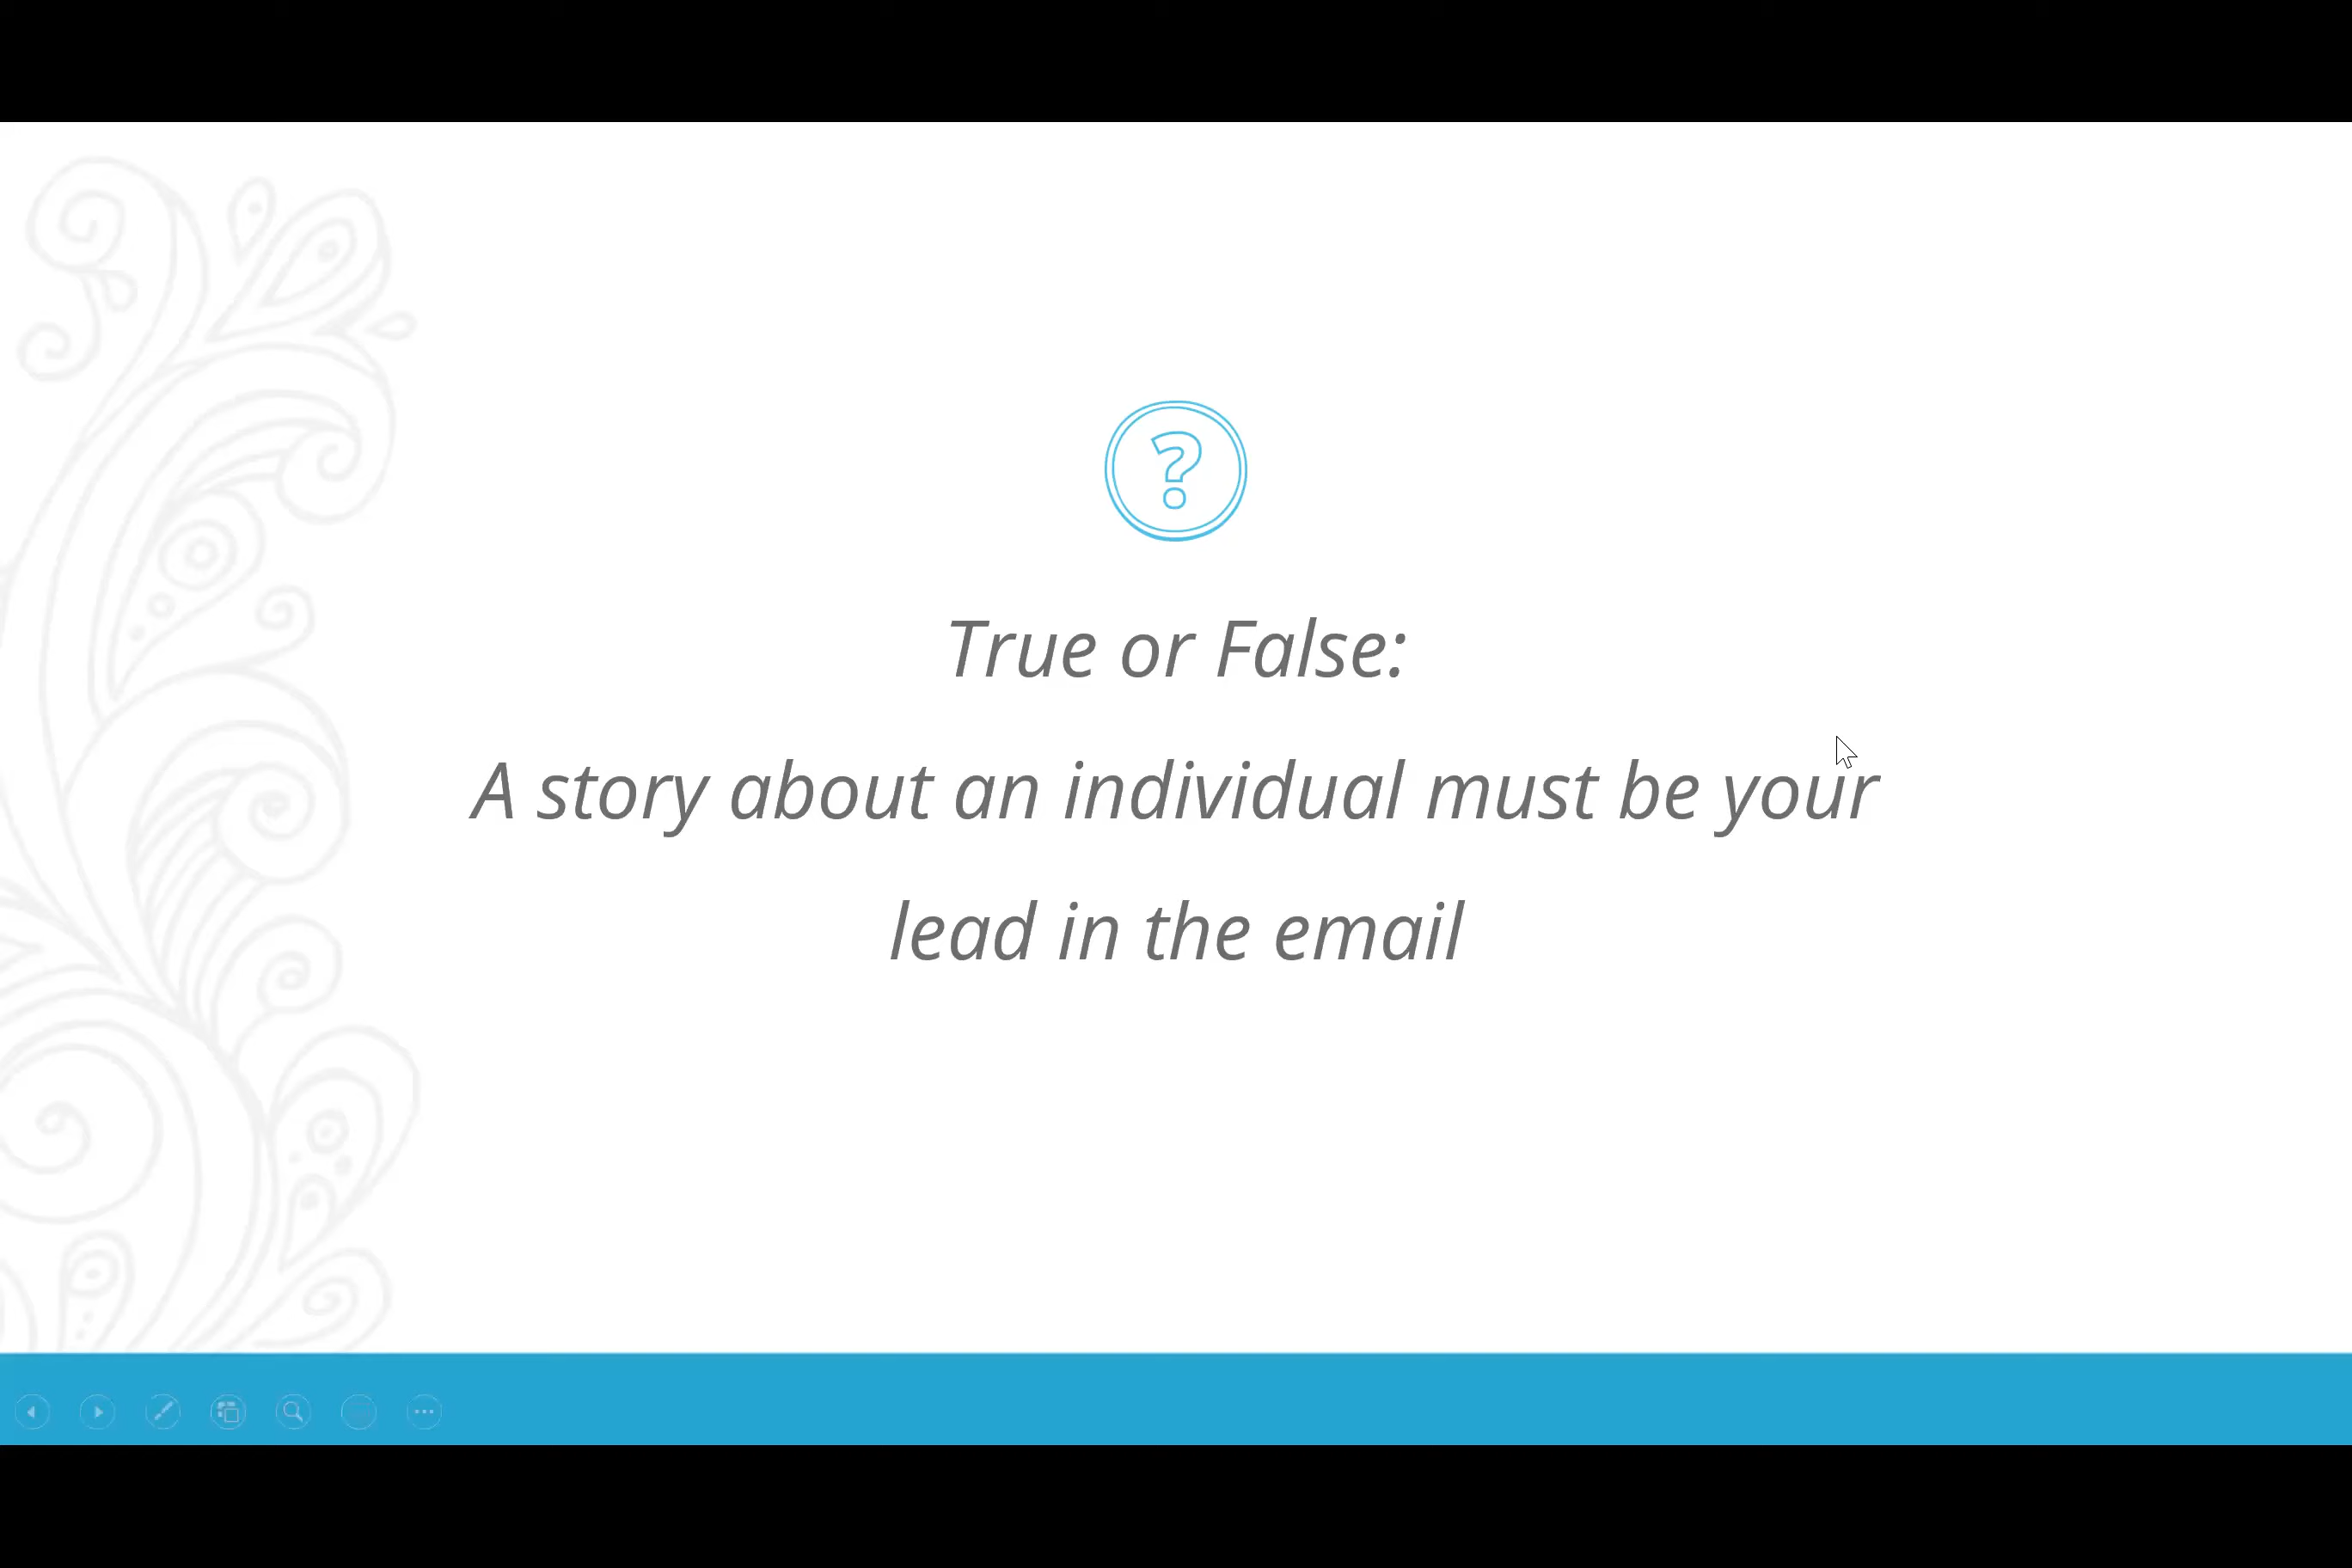 ?
True or False:
A story about an individual must be your
lead in the email